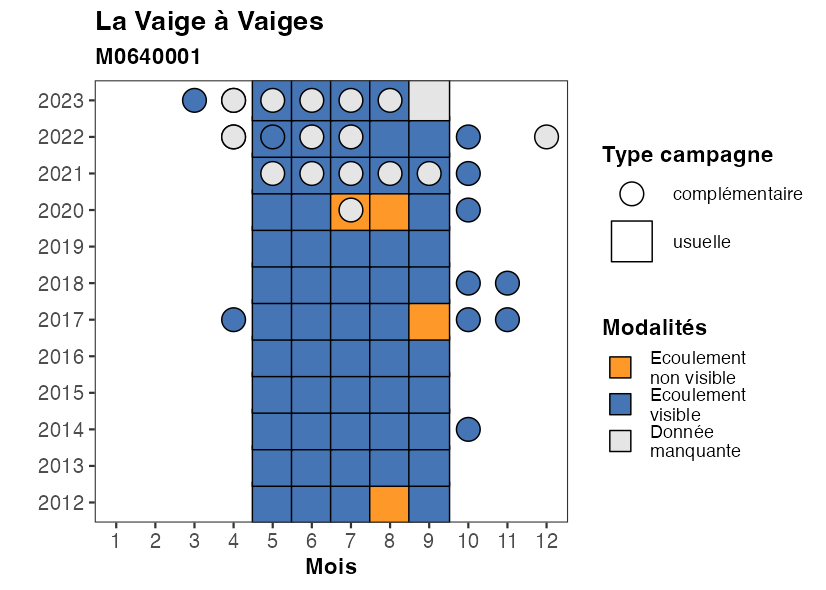 La Vaige à Vaiges
M0640001
2023
2022
2021
2020
2019
2018
2017
2016
2015
2014
2013
2012
1 2 3 4 5 6 7 8 9 10 11 12
Mois
Type campagne
complémentaire
usuelle
Modalités
Ecoulement
non visible
Ecoulement
visible
Donnée
manquante